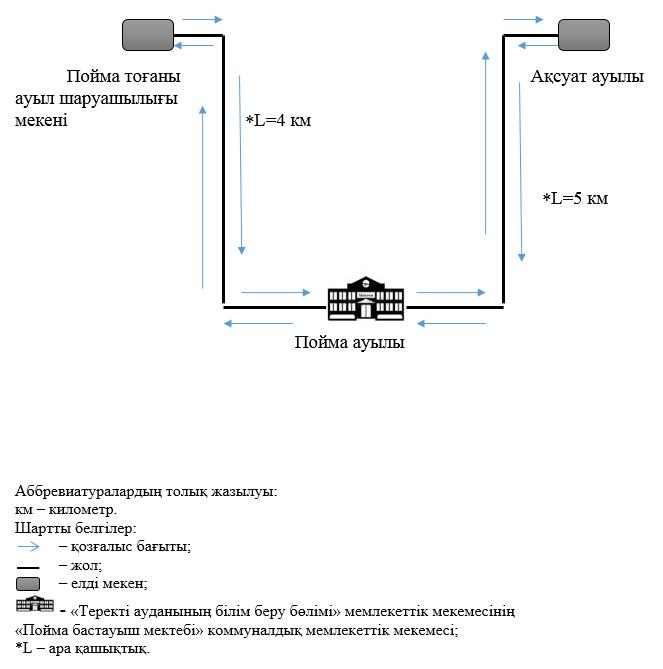 Пойма тоғаны
ауыл шаруашылығы
мекені
Ақсуат ауылы
*L=4 км
*L=5 км
Пойма ауылы
Аббревиатуралардың толық жазылуы:
км – километр.
Шартты белгілер:
– қозғалыс бағыты;
– жол;
– елді мекен;
- «Теректі ауданының білім беру бөлімі» мемлекеттік мекемесінің
«Пойма бастауыш мектебі» коммуналдық мемлекеттік мекемесі;
*L – ара қашықтық.